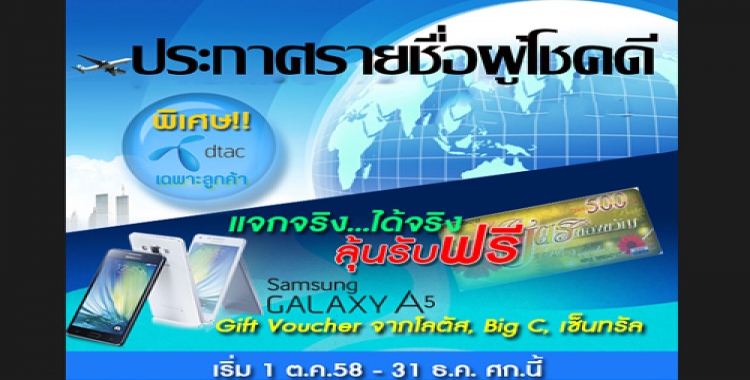 ประกาศรายชื่อผู้โชคดี
พิเศษ!!
dtac
เฉพาะลูกค้า
แจกจริง...ได้จริง
ลุ้นรับฟรี
500
Samsung
GALAXY A5
Gift Voucher จากโลตัส, Big C, เซ็นทรัล
เริ่ม 1 ต.ค.58 - 31 ธ.ค. ศก.นี้